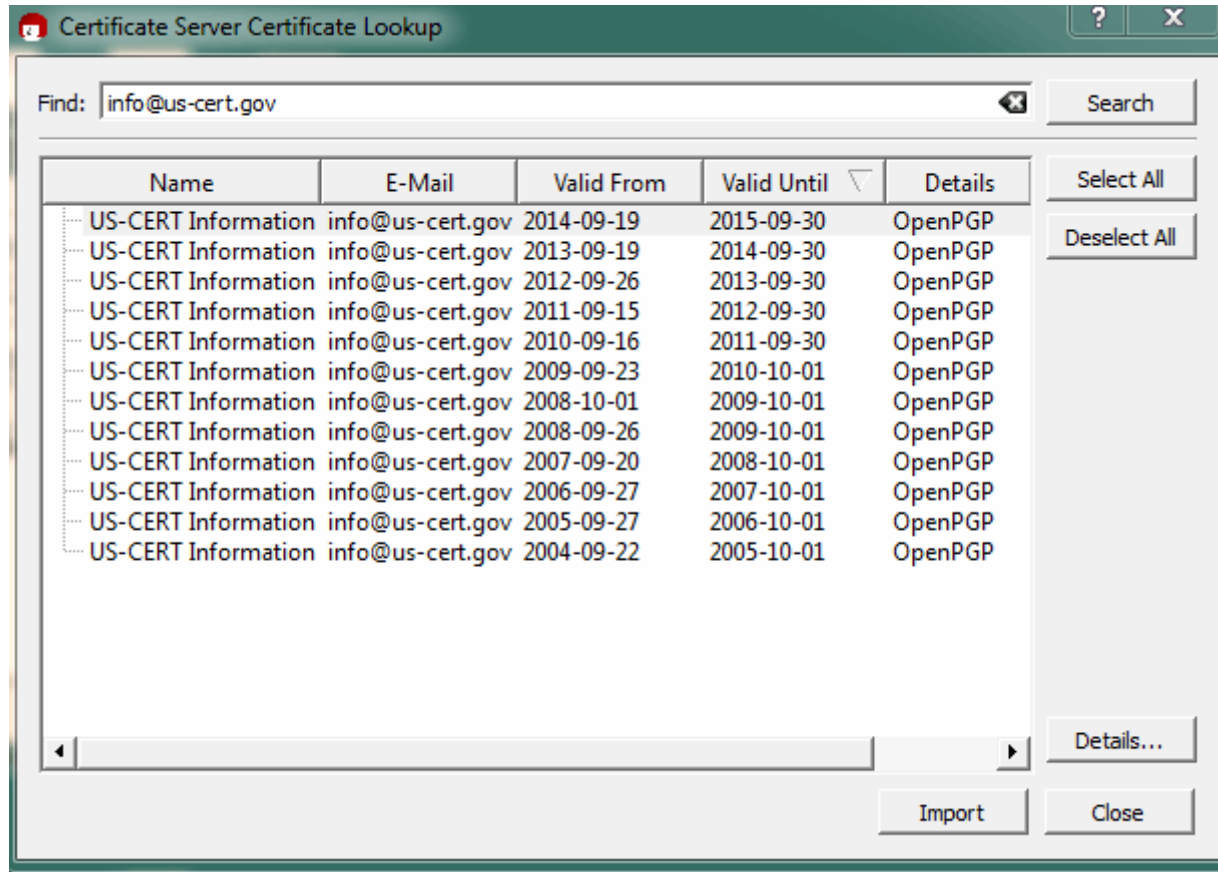 Certificate Server Certificate Lookup
? X
Find: info@us-cert.gov Search
Name E-Mail Valid From Valid Until Details Select All
US-CERT Information info@us-cert.gov 2014-09-19 2015-09-30 OpenPGP
Deselect All
US-CERT Information info@us-cert.gov 2013-09-19 2014-09-30 OpenPGP
US-CERT Information info@us-cert.gov 2012-09-26 2013-09-30 OpenPGP
US-CERT Information info@us-cert.gov 2011-09-15 2012-09-30 OpenPGP
US-CERT Information info@us-cert.gov 2010-09-16 2011-09-30 OpenPGP
US-CERT Information info@us-cert.gov 2009-09-23 2010-10-01 OpenPGP
US-CERT Information info@us-cert.gov 2008-10-01 2009-10-01 OpenPGP
US-CERT Information info@us-cert.gov 2008-09-26 2009-10-01 OpenPGP
US-CERT Information info@us-cert.gov 2007-09-20 2008-10-01 OpenPGP
US-CERT Information info@us-cert.gov 2006-09-27 2007-10-01 OpenPGP
US-CERT Information info@us-cert.gov 2005-09-27 2006-10-01 OpenPGP
US-CERT Information info@us-cert.gov 2004-09-22 2005-10-01 OpenPGP
Details...
Import Close